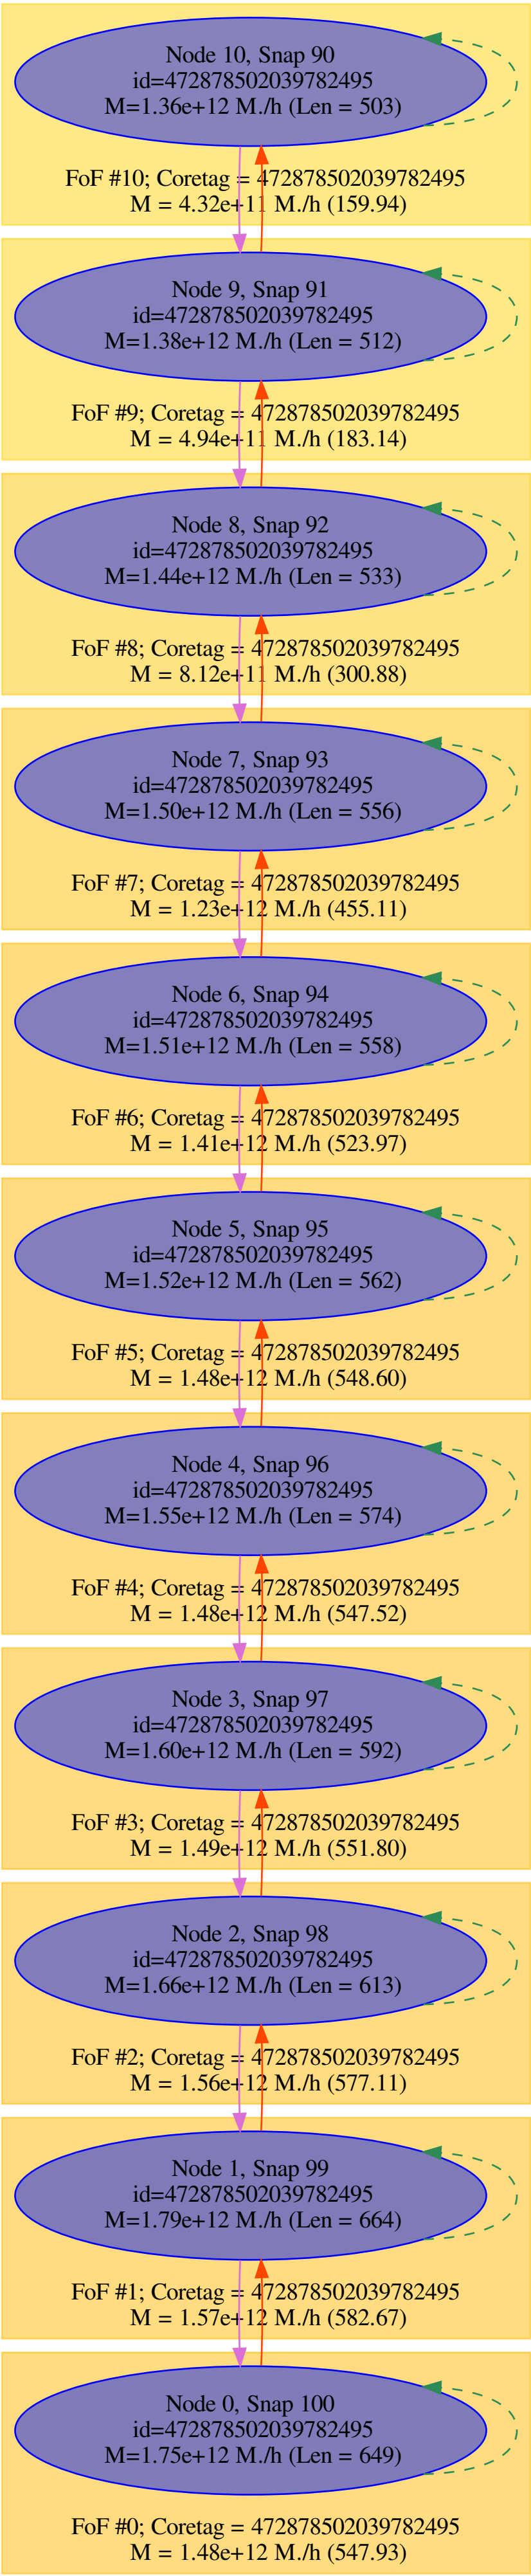 Node 10, Snap 90
id=472878502039782495
M=1.36e+12 M./h (Len = 503)
FoF #10; Coretag = 472878502039782495
M = 4.32e+11 M./h (159.94)
Node 9, Snap 91
id=472878502039782495
M=1.38e+12 M./h (Len = 512)
FoF #9; Coretag = 472878502039782495
M = 4.94e+11 M./h (183.14)
Node 8, Snap 92
id=472878502039782495
M=1.44e+12 M./h (Len = 533)
FoF #8; Coretag = 472878502039782495
M = 8.12e+11 M./h (300.88)
Node 7, Snap 93
id=472878502039782495
M=1.50e+12 M./h (Len = 556)
FoF #7; Coretag = 472878502039782495
M = 1.23e+12 M./h (455.11)
Node 6, Snap 94
id=472878502039782495
M=1.51e+12 M./h (Len = 558)
FoF #6; Coretag = 472878502039782495
M = 1.41e+12 M./h (523.97)
Node 5, Snap 95
id=472878502039782495
M=1.52e+12 M./h (Len = 562)
FoF #5; Coretag = 472878502039782495
M = 1.48e+12 M./h (548.60)
Node 4, Snap 96
id=472878502039782495
M=1.55e+12 M./h (Len = 574)
FoF #4; Coretag = 472878502039782495
M = 1.48e+12 M./h (547.52)
Node 3, Snap 97
id=472878502039782495
M=1.60e+12 M./h (Len = 592)
FoF #3; Coretag = 472878502039782495
M = 1.49e+12 M./h (551.80)
Node 2, Snap 98
id=472878502039782495
M=1.66e+12 M./h (Len = 613)
FoF #2; Coretag = 472878502039782495
M = 1.56e+12 M./h (577.11)
Node 1, Snap 99
id=472878502039782495
M=1.79e+12 M./h (Len = 664)
FoF #1; Coretag = 472878502039782495
M = 1.57e+12 M./h (582.67)
Node 0, Snap 100
id=472878502039782495
M=1.75e+12 M./h (Len = 649)
FoF #0; Coretag = 472878502039782495
M = 1.48e+12 M./h (547.93)